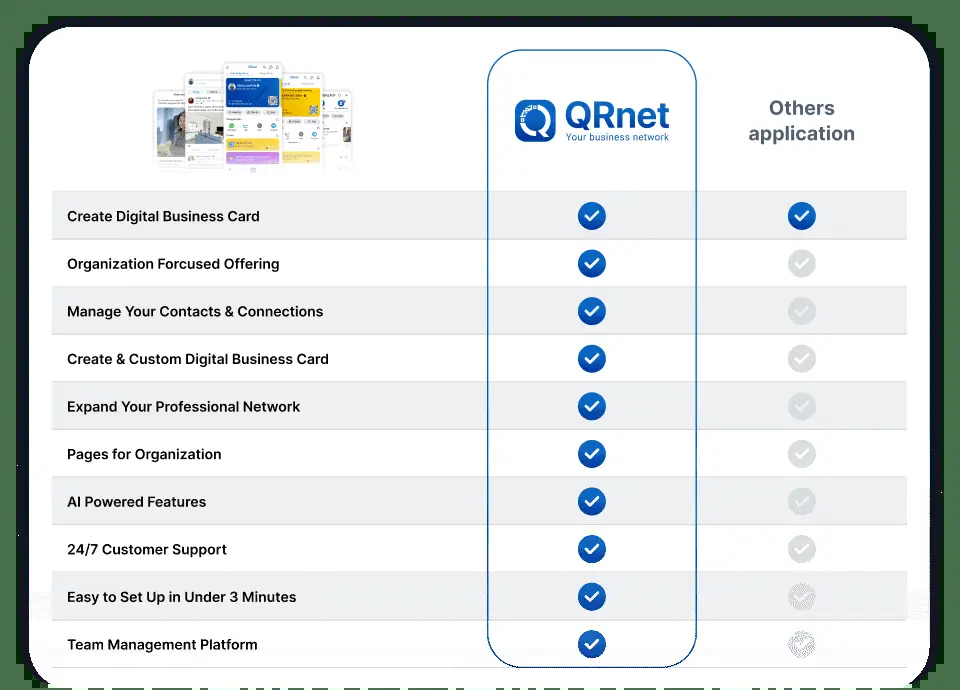 QRnet
Your business network
Others
application
Create Digital Business Card
Organization Forcused Offering
Manage Your Contacts & Connections
Create & Custom Digital Business Card
Expand Your Professional Network
Pages for Organization
AI Powered Features
24/7 Customer Support
Easy to Set Up in Under 3 Minutes
Team Management Platform